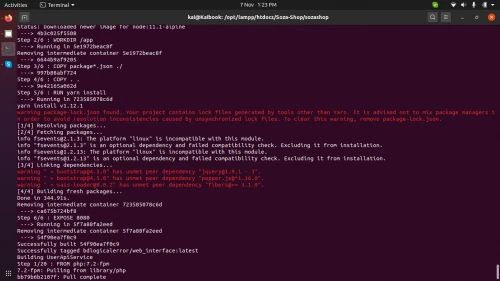 Activities
Terminal
7 Nov 1:23 PM
kai@Kaibook: /opt/lampp/htdocs/Soza-Shop/sozashop
Status: Downloaded newer image for node:11.1-alpine
---> 4b3c025f5508
Step 2/6 : WORKDIR /app
---> Running in 5e1972beac8f
Removing intermediate container 5e1972beac8f
---> 6644b9af9205
Step 3/6 : COPY package*.json ./
---> 997b88abf724
Step 4/6 : COPY . .
---> 9e42165a062d
Step 5/6 : RUN yarn install
---> Running in 723585078c6d
yarn install v1.12.1
warning package-lock.json found. Your project contains lock files generated by tools other than Yarn. It is advised not to mix package managers i
n order to avoid resolution inconsistencies caused by unsynchronized lock files. To clear this warning, remove package-lock.json.
[1/4] Resolving packages...
[2/4] Fetching packages...
info fsevents@2.1.3: The platform "linux" is incompatible with this module.
info "fsevents@2.1.3" is an optional dependency and failed compatibility check. Excluding it from installation.
info fsevents@1.2.13: The platform "linux" is incompatible with this module.
info "fsevents@1.2.13" is an optional dependency and failed compatibility check. Excluding it from installation.
[3/4] Linking dependencies...
warning " > bootstrap@4.1.0" has unmet peer dependency "jquery@1.9.1 - 3".
warning " > bootstrap@4.1.0" has unmet peer dependency "popper.js@^1.16.0".
warning " > sass-loader@8.0.2" has unmet peer dependency "fibers@>= 3.1.0".
[4/4] Building fresh packages...
Done in 344.91s.
Removing intermediate container 723585078c6d
---> ca675b724bf8
Step 6/6 : EXPOSE 8080
---> Running in 5f7a88fa2eed
Removing intermediate container 5f7a88fa2eed
---> 54f90ea7f0c9
Successfully built 54f90ea7f0c9
Successfully tagged bdlogicalerror/web_interface:latest
Building UserApiService
Step 1/20 : FROM php:7.2-fpm
7.2-fpm: Pulling from library/php
bb79b6b2107f: Pull complete